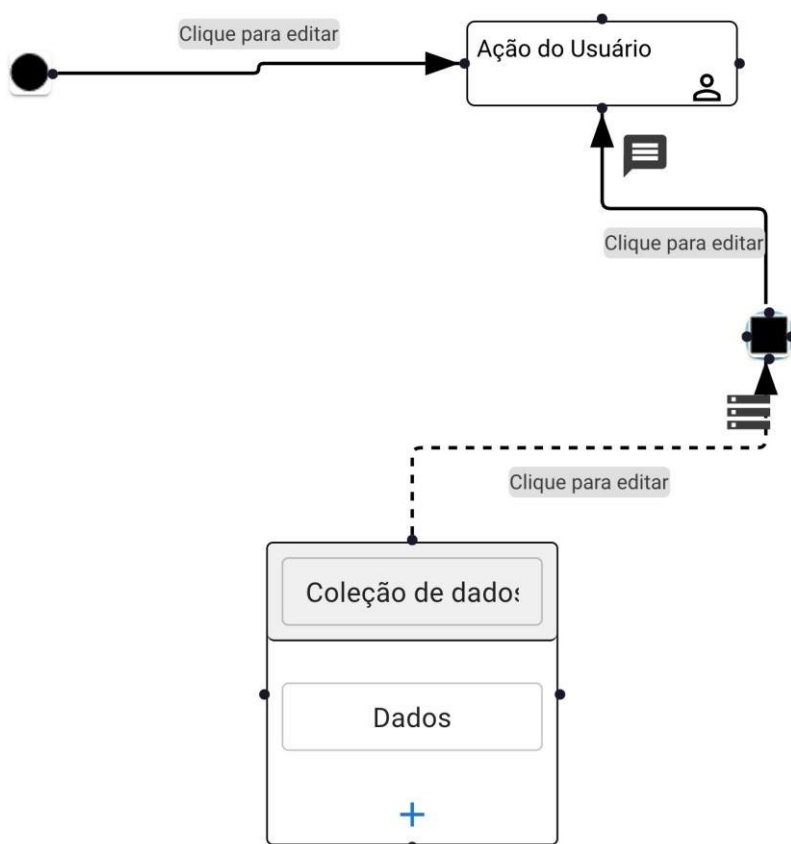 Clique para editar
Ação do Usuário
Clique para editar
Clique para editar
Coleção de dados
Dados